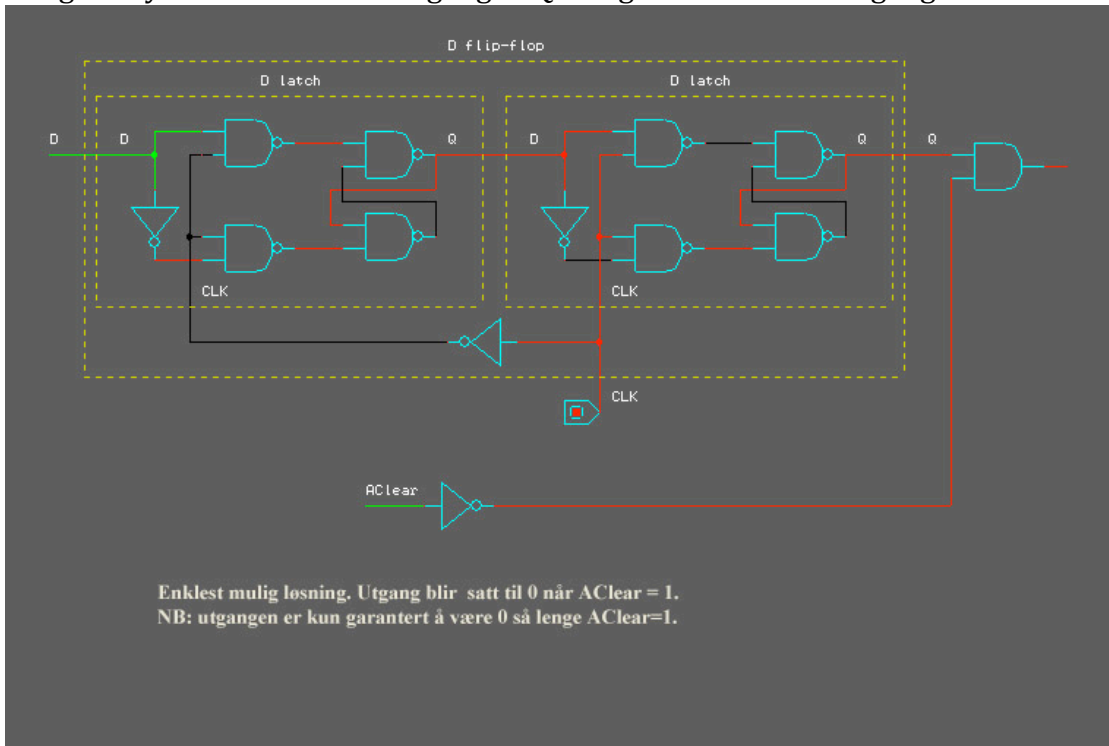 D flip-flop
D latch
D latch
D
D
Q
D
Q
Q
CLK
CLK
CLK
AClear
Enklest mulig løsning. Utgang blir satt til 0 når AClear = 1.
NB: utgangen er kun garantert å være 0 så lenge AClear=1.